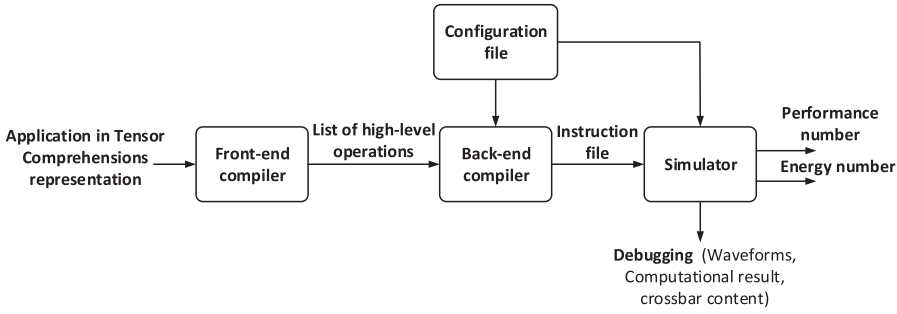 Configuration
file
Application in Tensor
Comprehensions
representation
Front-end
compiler
List of high-level
operations
Back-end
compiler
Instruction
file
Simulator
Performance
number
Energy number
Debugging (Waveforms,
Computational result,
crossbar content)